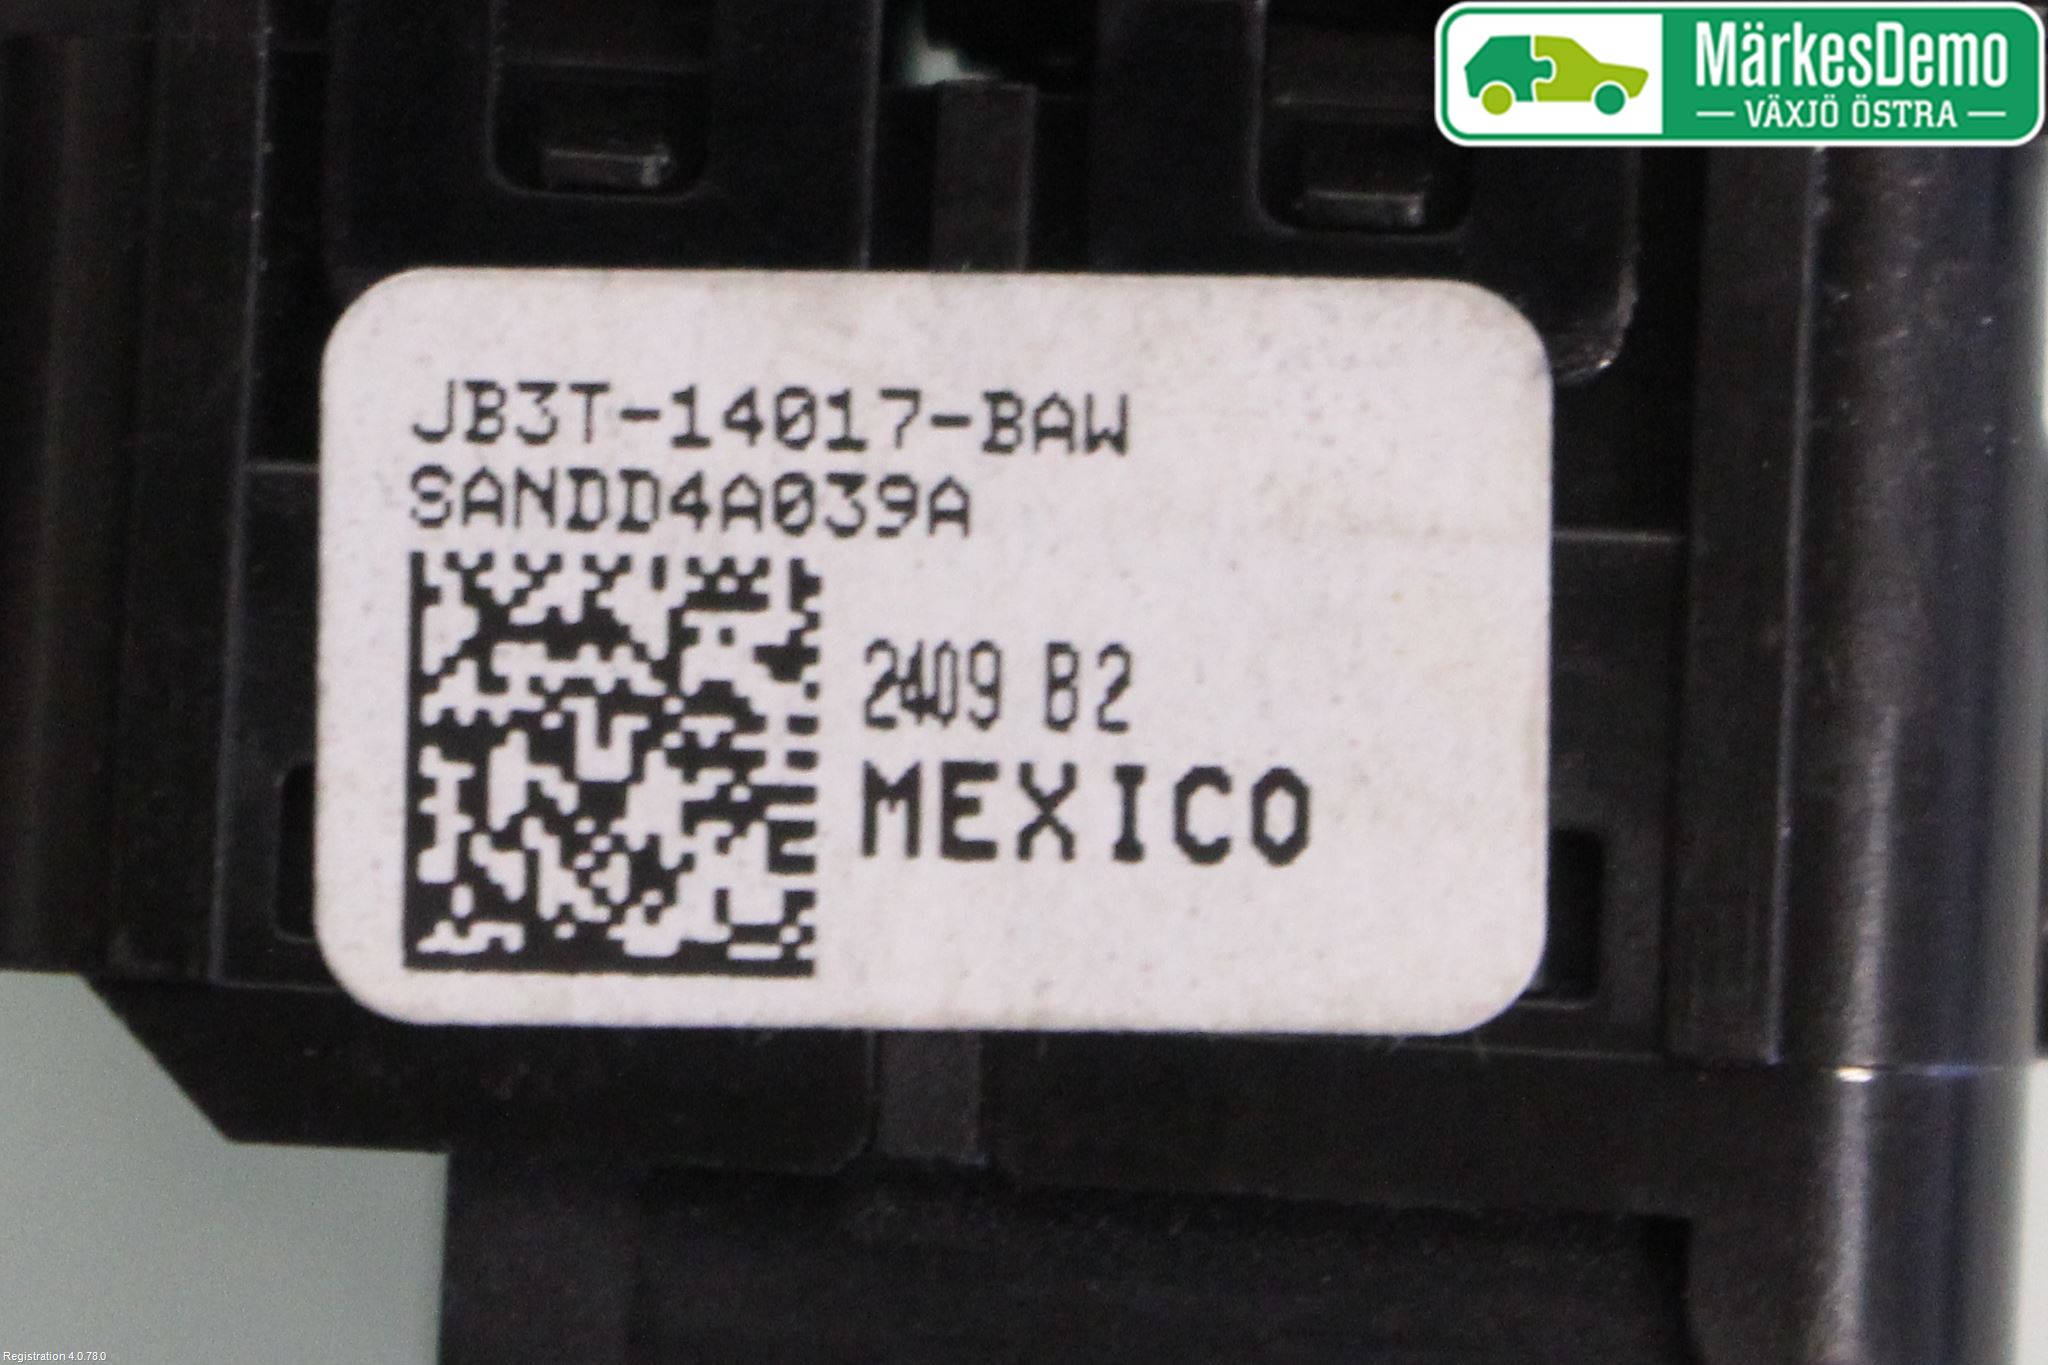 MärkesDemo
VÄXJÖ ÖSTRA
JB3T-14017-BAW
SANDD4A039A
2409 B2
MEXICO
Registration 4.0.78.0